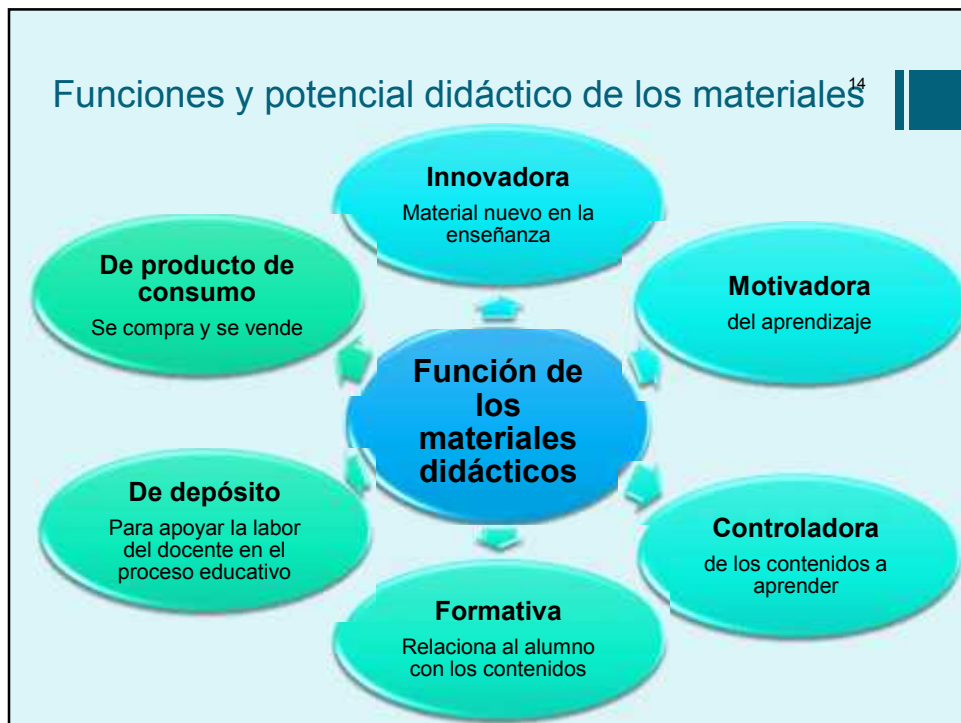 Funciones y potencial didáctico de los materiales
14
Innovadora
Material nuevo en la
enseñanza
Motivadora
del aprendizaje
Controladora
de los contenidos a
aprender
Formativa
Relaciona al alumno
con los contenidos
De depósito
Para apoyar la labor
del docente en el
proceso educativo
De producto de
consumo
Se compra y se vende
Función de
los
materiales
didácticos